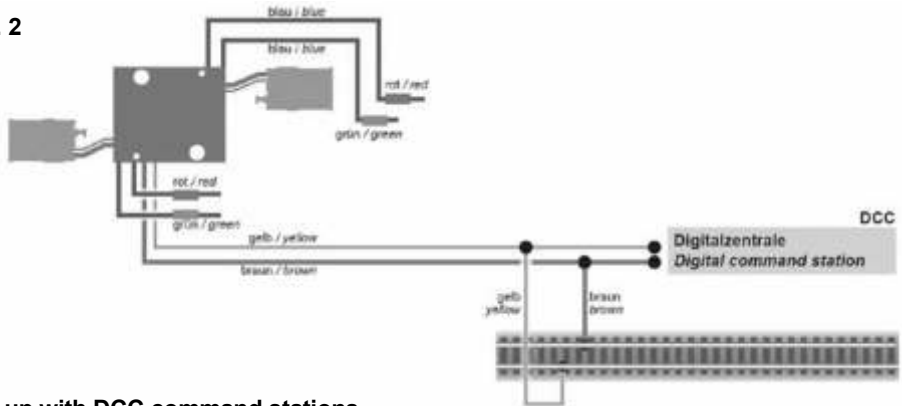 2
blau / blue
blau / blue
rot / red
grün / green
rot / red
grün / green
gelb / yellow
braun / brown
DCC
Digitalzentrale
Digital command station
gelb
yellow
braun
brown
up with DCC command stations